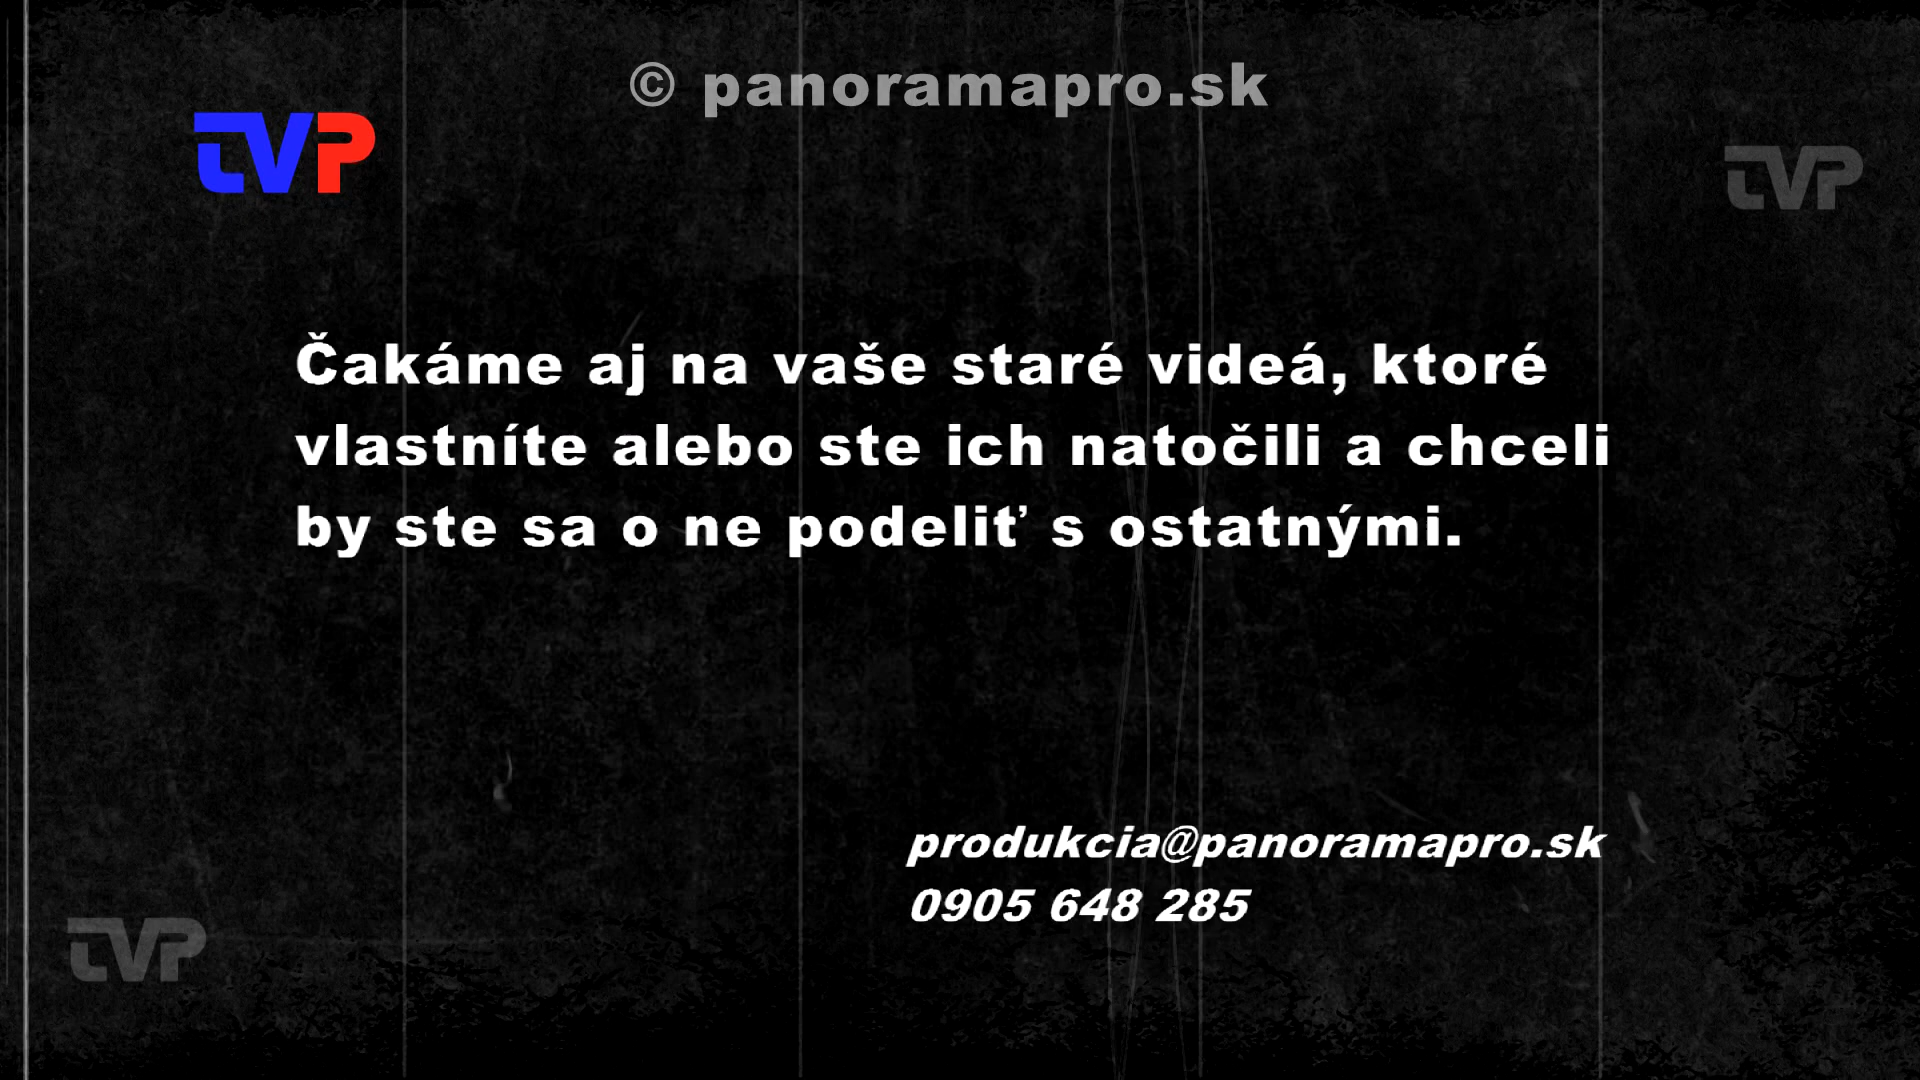 © panoramapro.sk
TVP
TVP
Čakáme aj na vaše staré videá, ktoré
vlastníte alebo ste ich natočili a chceli
by ste sa o ne podeliť s ostatnými.
produkcia@panoramapro.sk
0905 648 285
TVP